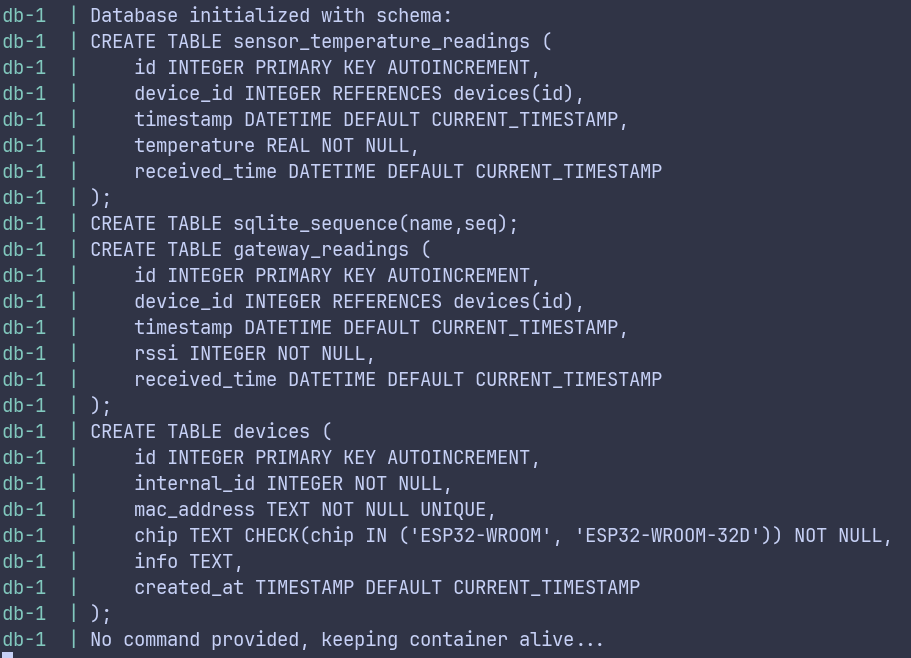 db-1  | Database initialized with schema:
db-1  | CREATE TABLE sensor_temperature_readings (
db-1  |     id INTEGER PRIMARY KEY AUTOINCREMENT,
db-1  |     device_id INTEGER REFERENCES devices(id),
db-1  |     timestamp DATETIME DEFAULT CURRENT_TIMESTAMP,
db-1  |     temperature REAL NOT NULL,
db-1  |     received_time DATETIME DEFAULT CURRENT_TIMESTAMP
db-1  | );
db-1  | CREATE TABLE sqlite_sequence(name,seq);
db-1  | CREATE TABLE gateway_readings (
db-1  |     id INTEGER PRIMARY KEY AUTOINCREMENT,
db-1  |     device_id INTEGER REFERENCES devices(id),
db-1  |     timestamp DATETIME DEFAULT CURRENT_TIMESTAMP,
db-1  |     rssi INTEGER NOT NULL,
db-1  |     received_time DATETIME DEFAULT CURRENT_TIMESTAMP
db-1  | );
db-1  | CREATE TABLE devices (
db-1  |     id INTEGER PRIMARY KEY AUTOINCREMENT,
db-1  |     internal_id INTEGER NOT NULL,
db-1  |     mac_address TEXT NOT NULL UNIQUE,
db-1  |     chip TEXT CHECK(chip IN ('ESP32-WROOM', 'ESP32-WROOM-32D')) NOT NULL,
db-1  |     info TEXT,
db-1  |     created_at TIMESTAMP DEFAULT CURRENT_TIMESTAMP
db-1  | );
db-1  | No command provided, keeping container alive...